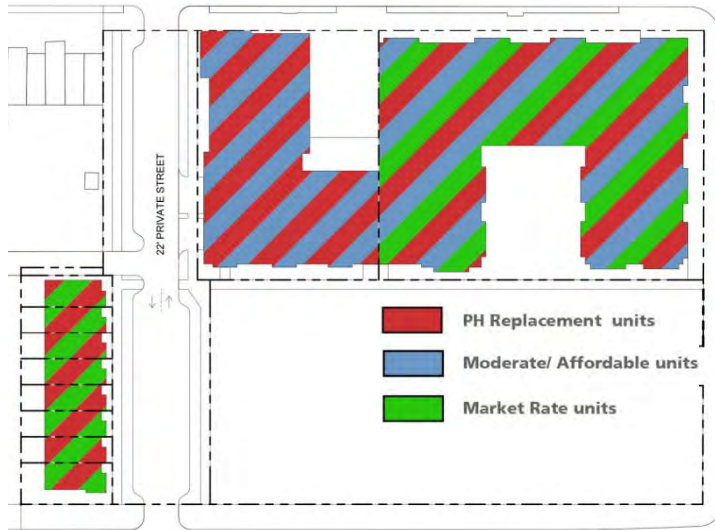 22' PRIVATE STREET
PH Replacement units
Moderate/ Affordable units
Market Rate units